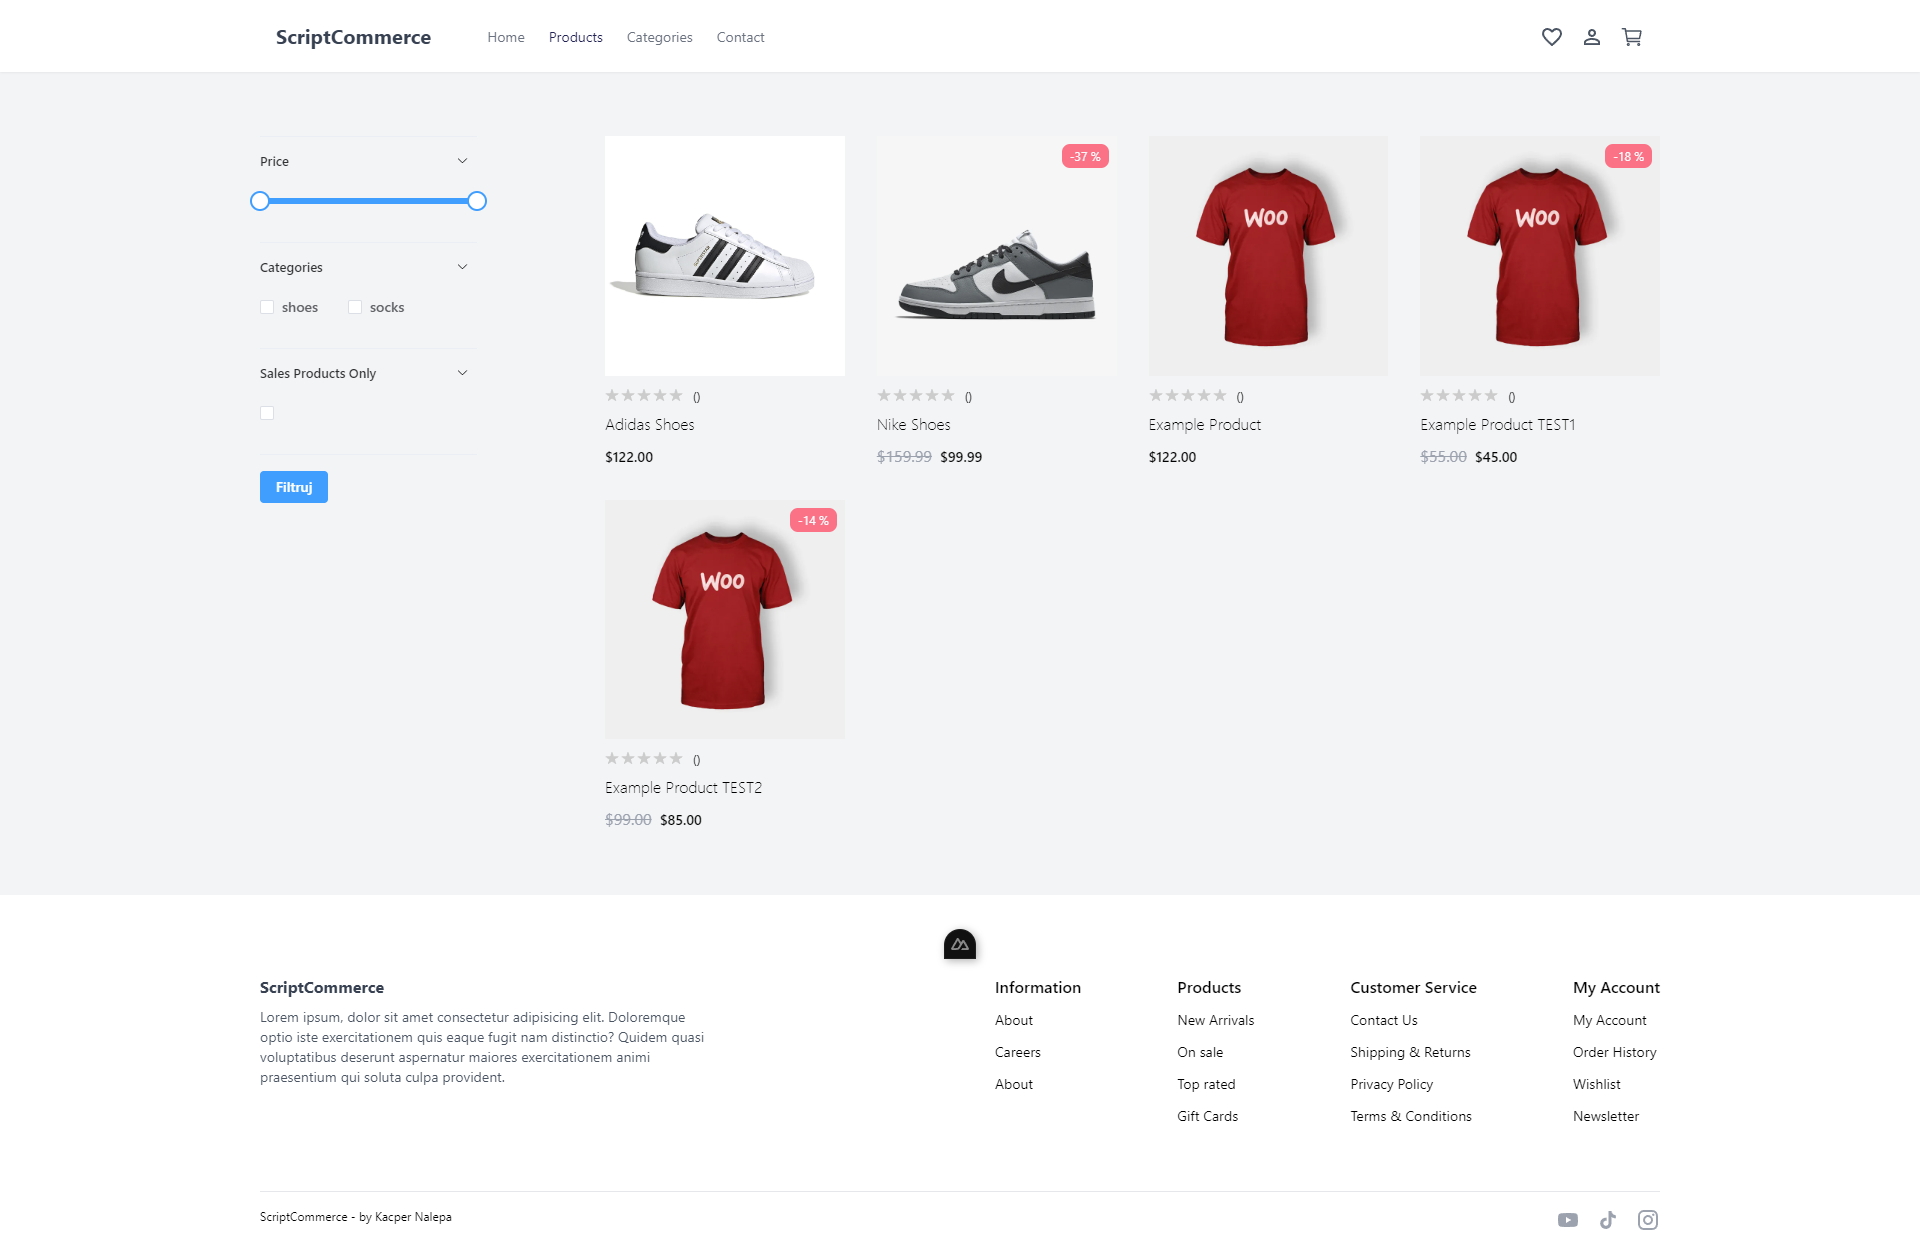 ScriptCommerce
Home
Products
Categories
Contact
Price
Categories
shoes
socks
Sales Products Only
Filtruj
()
Adidas Shoes
$122.00
-37 %
()
Nike Shoes
$159.99 $99.99
Woo
()
Example Product
$122.00
-18 %
Woo
()
Example Product TEST1
$55.00 $45.00
-14 %
Woo
()
Example Product TEST2
$99.00 $85.00
ScriptCommerce
Lorem ipsum, dolor sit amet consectetur adipisicing elit. Doloremque
optio iste exercitationem quis eaque fugit nam distinctio? Quidem quasi
voluptatibus deserunt aspernatur maiores exercitationem animi
praesentium qui soluta culpa provident.
Information
About
Careers
About
Products
New Arrivals
On sale
Top rated
Gift Cards
Customer Service
Contact Us
Shipping & Returns
Privacy Policy
Terms & Conditions
My Account
My Account
Order History
Wishlist
Newsletter
ScriptCommerce - by Kacper Nalepa